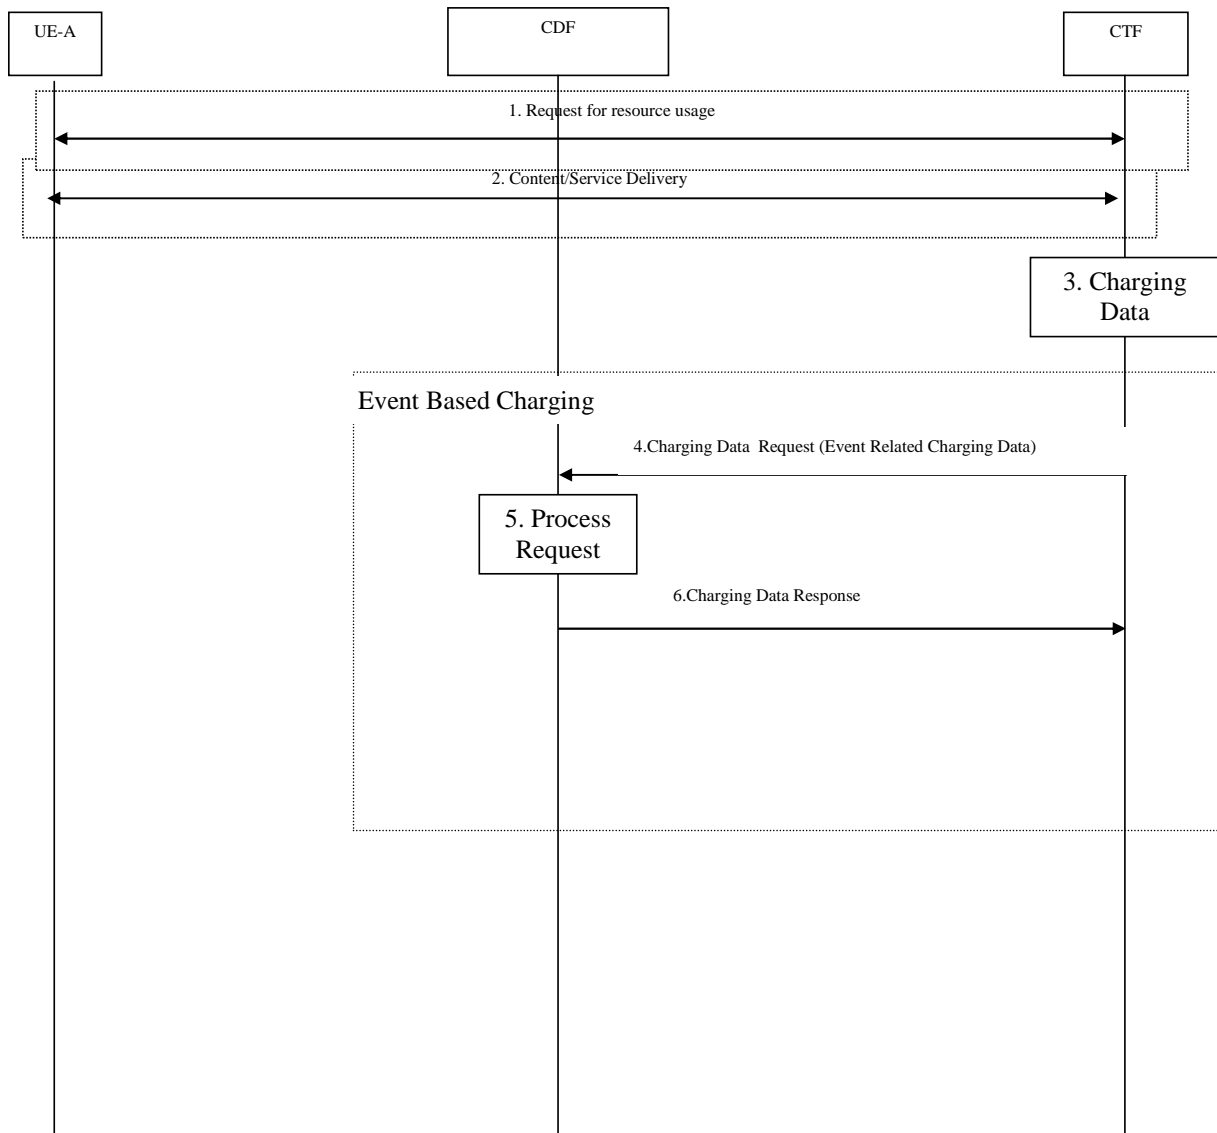 UE-A
CDF
CTF
1. Request for resource usage
2. Content/Service Delivery
3. Charging
Data
Event Based Charging
4.Charging Data  Request (Event Related Charging Data)
5. Process
Request
6.Charging Data Response